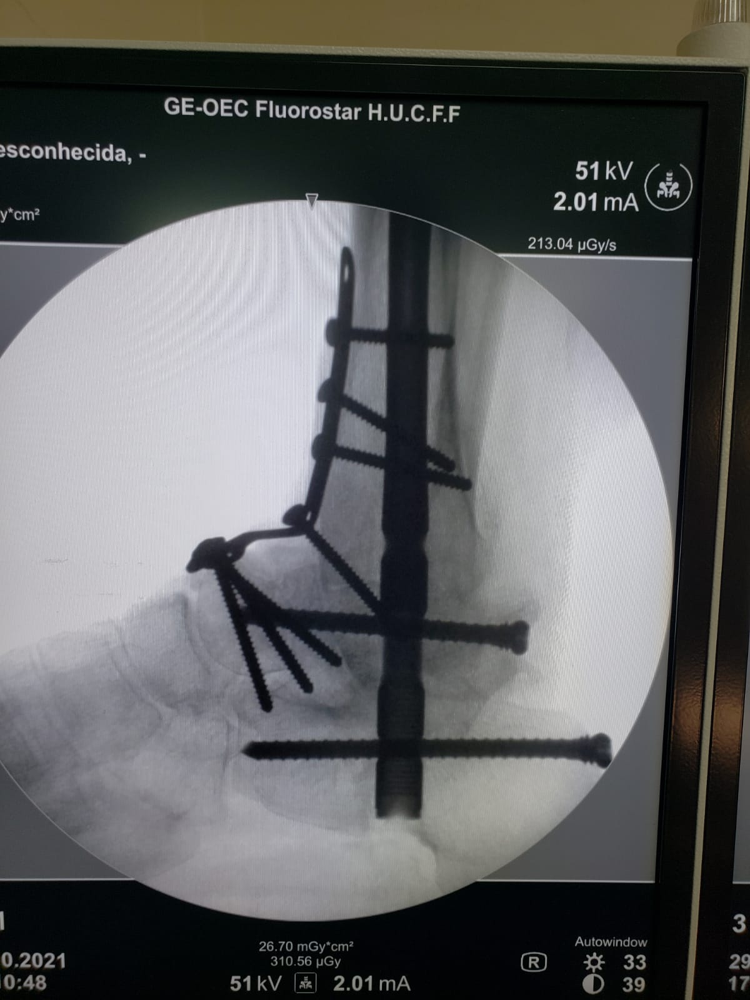 GE-OEC Fluorostar H.U.C.F.F
esconhecida, -
51 kV
2.01 mA
y*cm²
213.04 µGy/s
26.70 mGy*cm²
310.56 µGy
51 kV 2.01 mA
0.2021
0:48
R
Autowindow
33
39
3
29
17